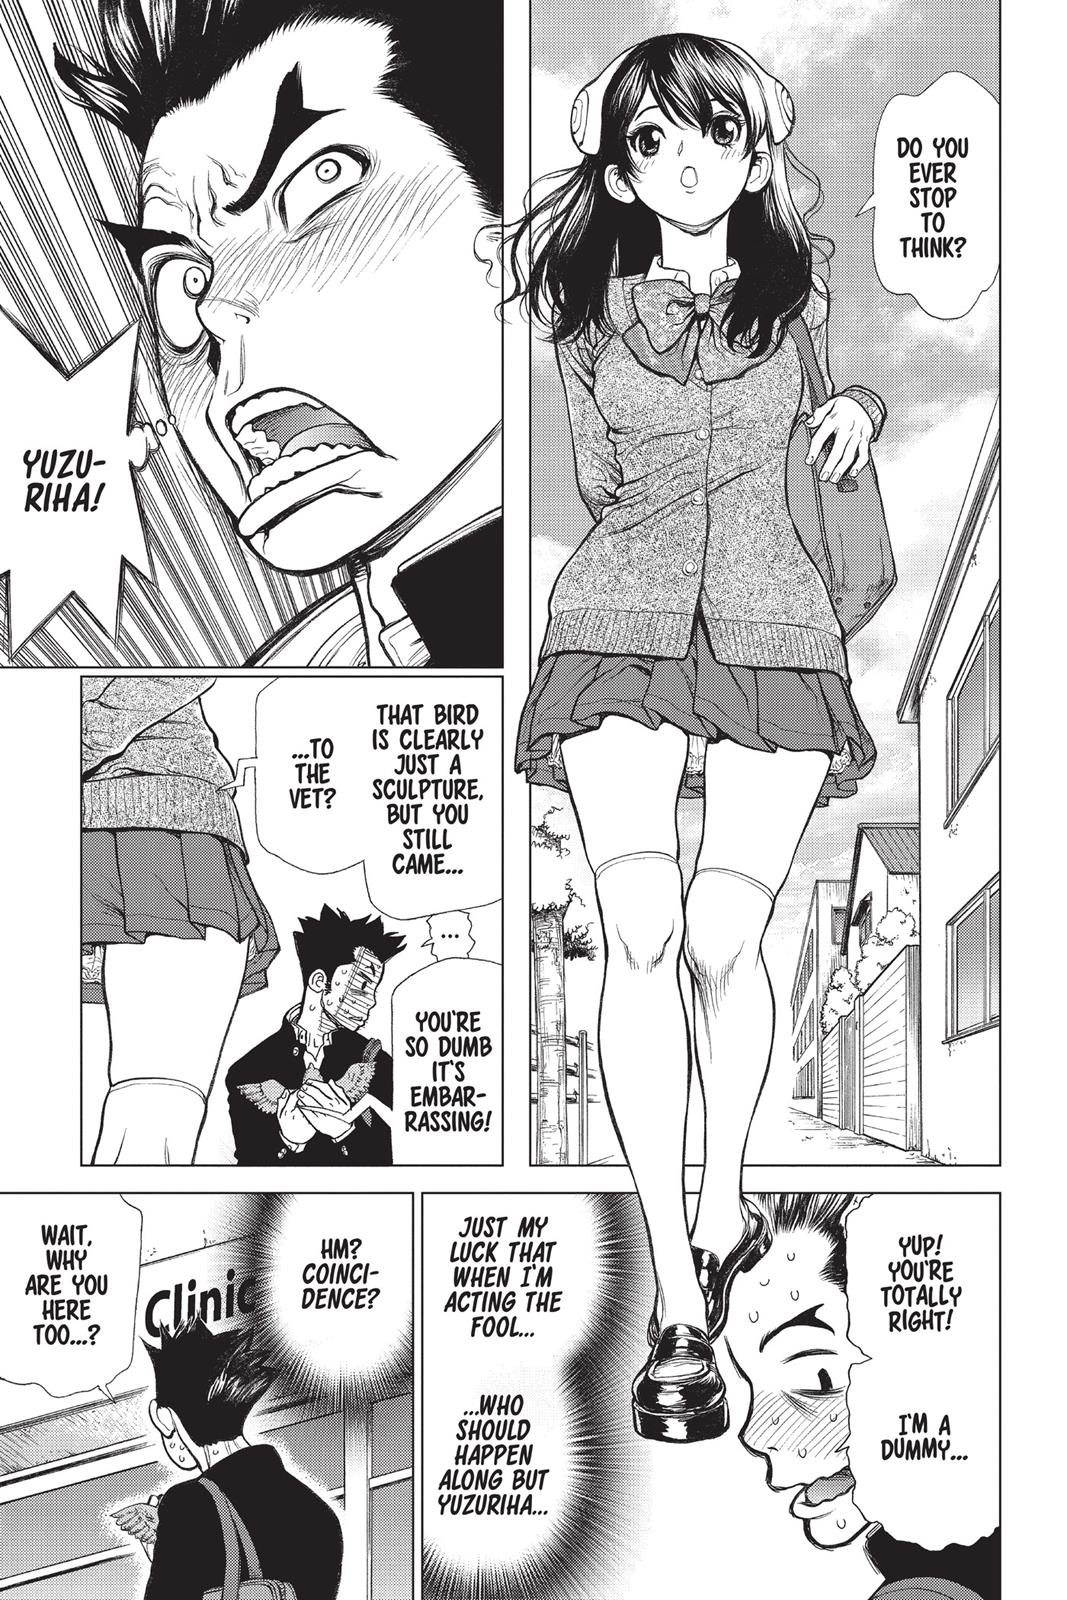 DO YOU
EVER
STOP
TO
THINK?
YUZU-
RIHA!
THAT BIRD
IS CLEARLY
JUST A
SCULPTURE,
BUT YOU
STILL
CAME...
...TO
THE
VET?
...
YOU'RE
SO DUMB
IT'S
EMBAR-
RASSING!
YUP!
YOU'RE
TOTALLY
RIGHT!
I'M A
DUMMY...
JUST MY
LUCK THAT
WHEN I'M
ACTING THE
FOOL...
...WHO
SHOULD
HAPPEN
ALONG BUT
YUZURIHA...
HM?
COINCI-
DENCE?
WAIT,
WHY
ARE YOU
HERE
TOO...?
Clinic